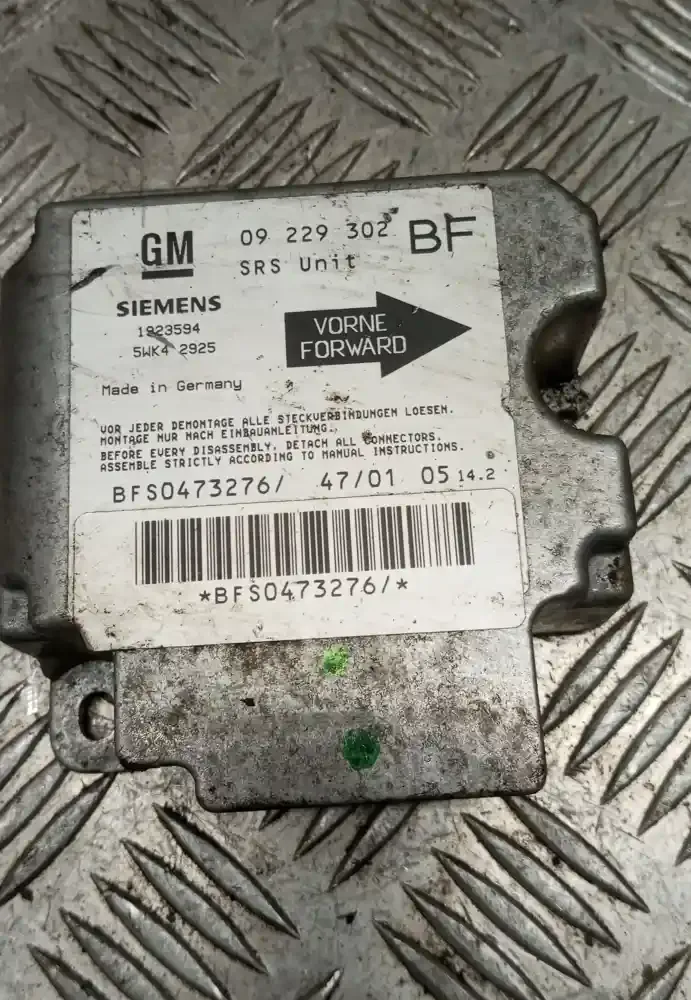 GM 09 229 302 BF
SRS Unit
SIEMENS
1923594
5WK4 2925
VORNE
FORWARD
Made in Germany
VOR JEDER DEMONTAGE ALLE STECKVERBINDUNGEN LOESEN.
MONTAGE NUR NACH EINBAUANLEITUNG.
BEFORE EVERY DISASSEMBLY, DETACH ALL CONNECTORS.
ASSEMBLE STRICTLY ACCORDING TO MANUAL INSTRUCTIONS.
BFS0473276/ 47/01 05 14.2
*BFS0473276/*